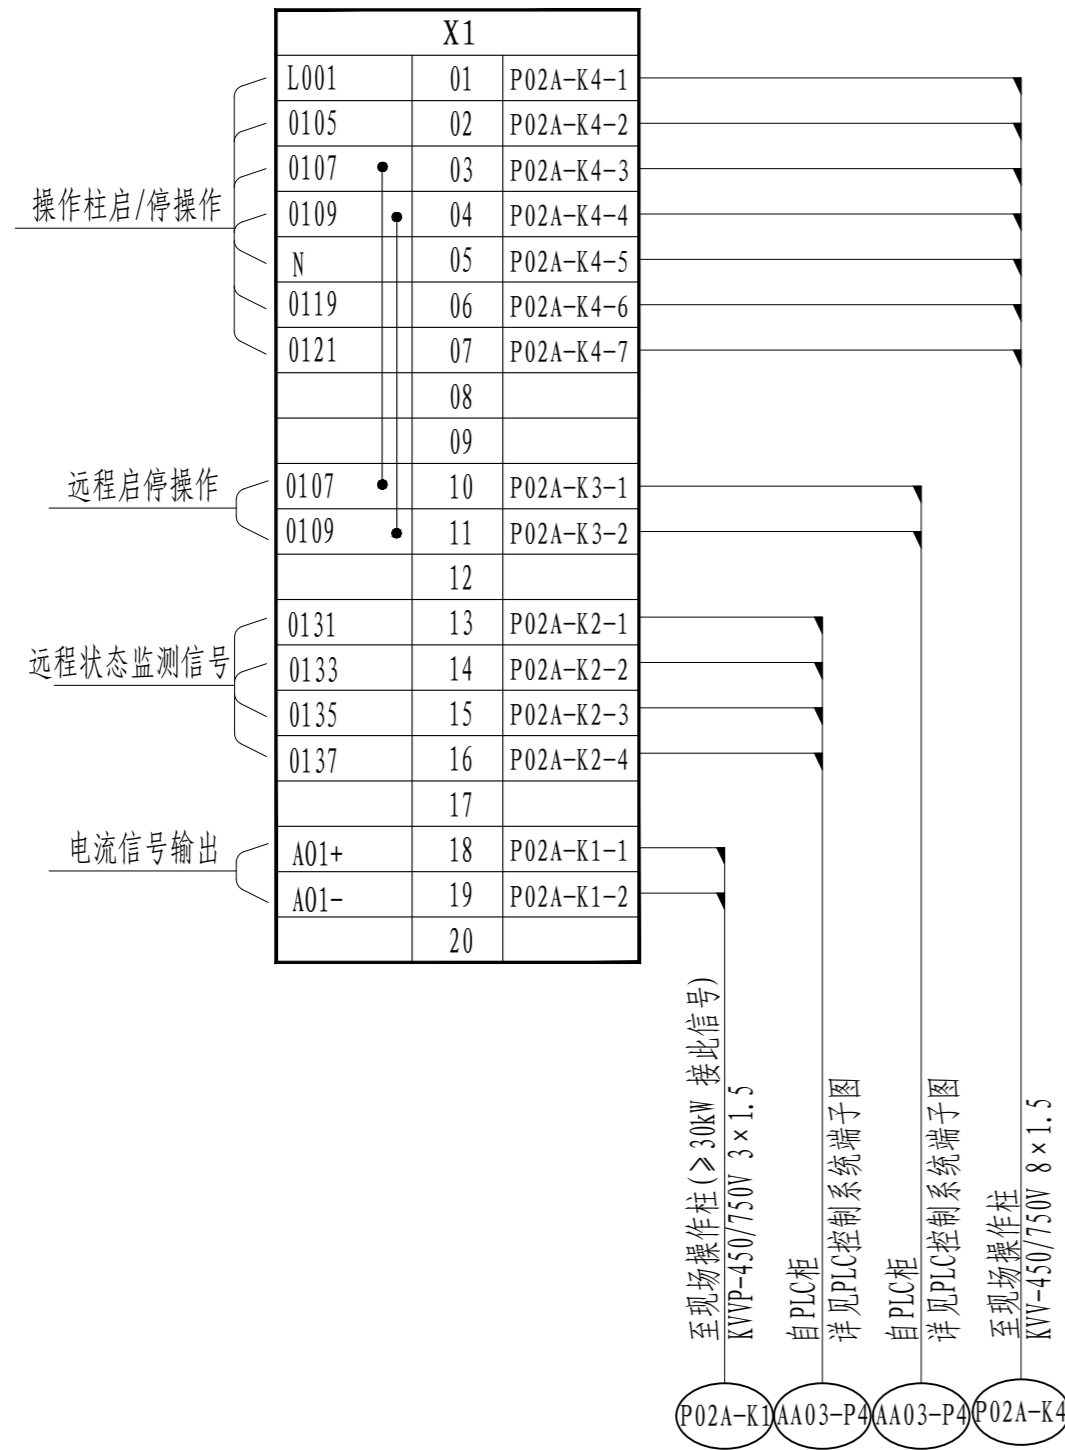 X1
L001 01 P02A-K4-1
0105 02 P02A-K4-2
0107 03 P02A-K4-3
操作柱启/停操作
0109 04 P02A-K4-4
N 05 P02A-K4-5
0119 06 P02A-K4-6
0121 07 P02A-K4-7
08
09
远程启停操作
0107 10 P02A-K3-1
0109 11 P02A-K3-2
12
0131 13 P02A-K2-1
远程状态监测信号
0133 14 P02A-K2-2
0135 15 P02A-K2-3
0137 16 P02A-K2-4
17
电流信号输出
A01+ 18 P02A-K1-1
A01- 19 P02A-K1-2
20
至现场操作柱(≥30kW 接此信号)
KVVP-450/750V 3×1.5
自PLC柜
详见PLC控制系统端子图
自PLC柜
详见PLC控制系统端子图
至现场操作柱
KVV-450/750V 8×1.5
P02A-K1
AA03-P4
AA03-P4
P02A-K4